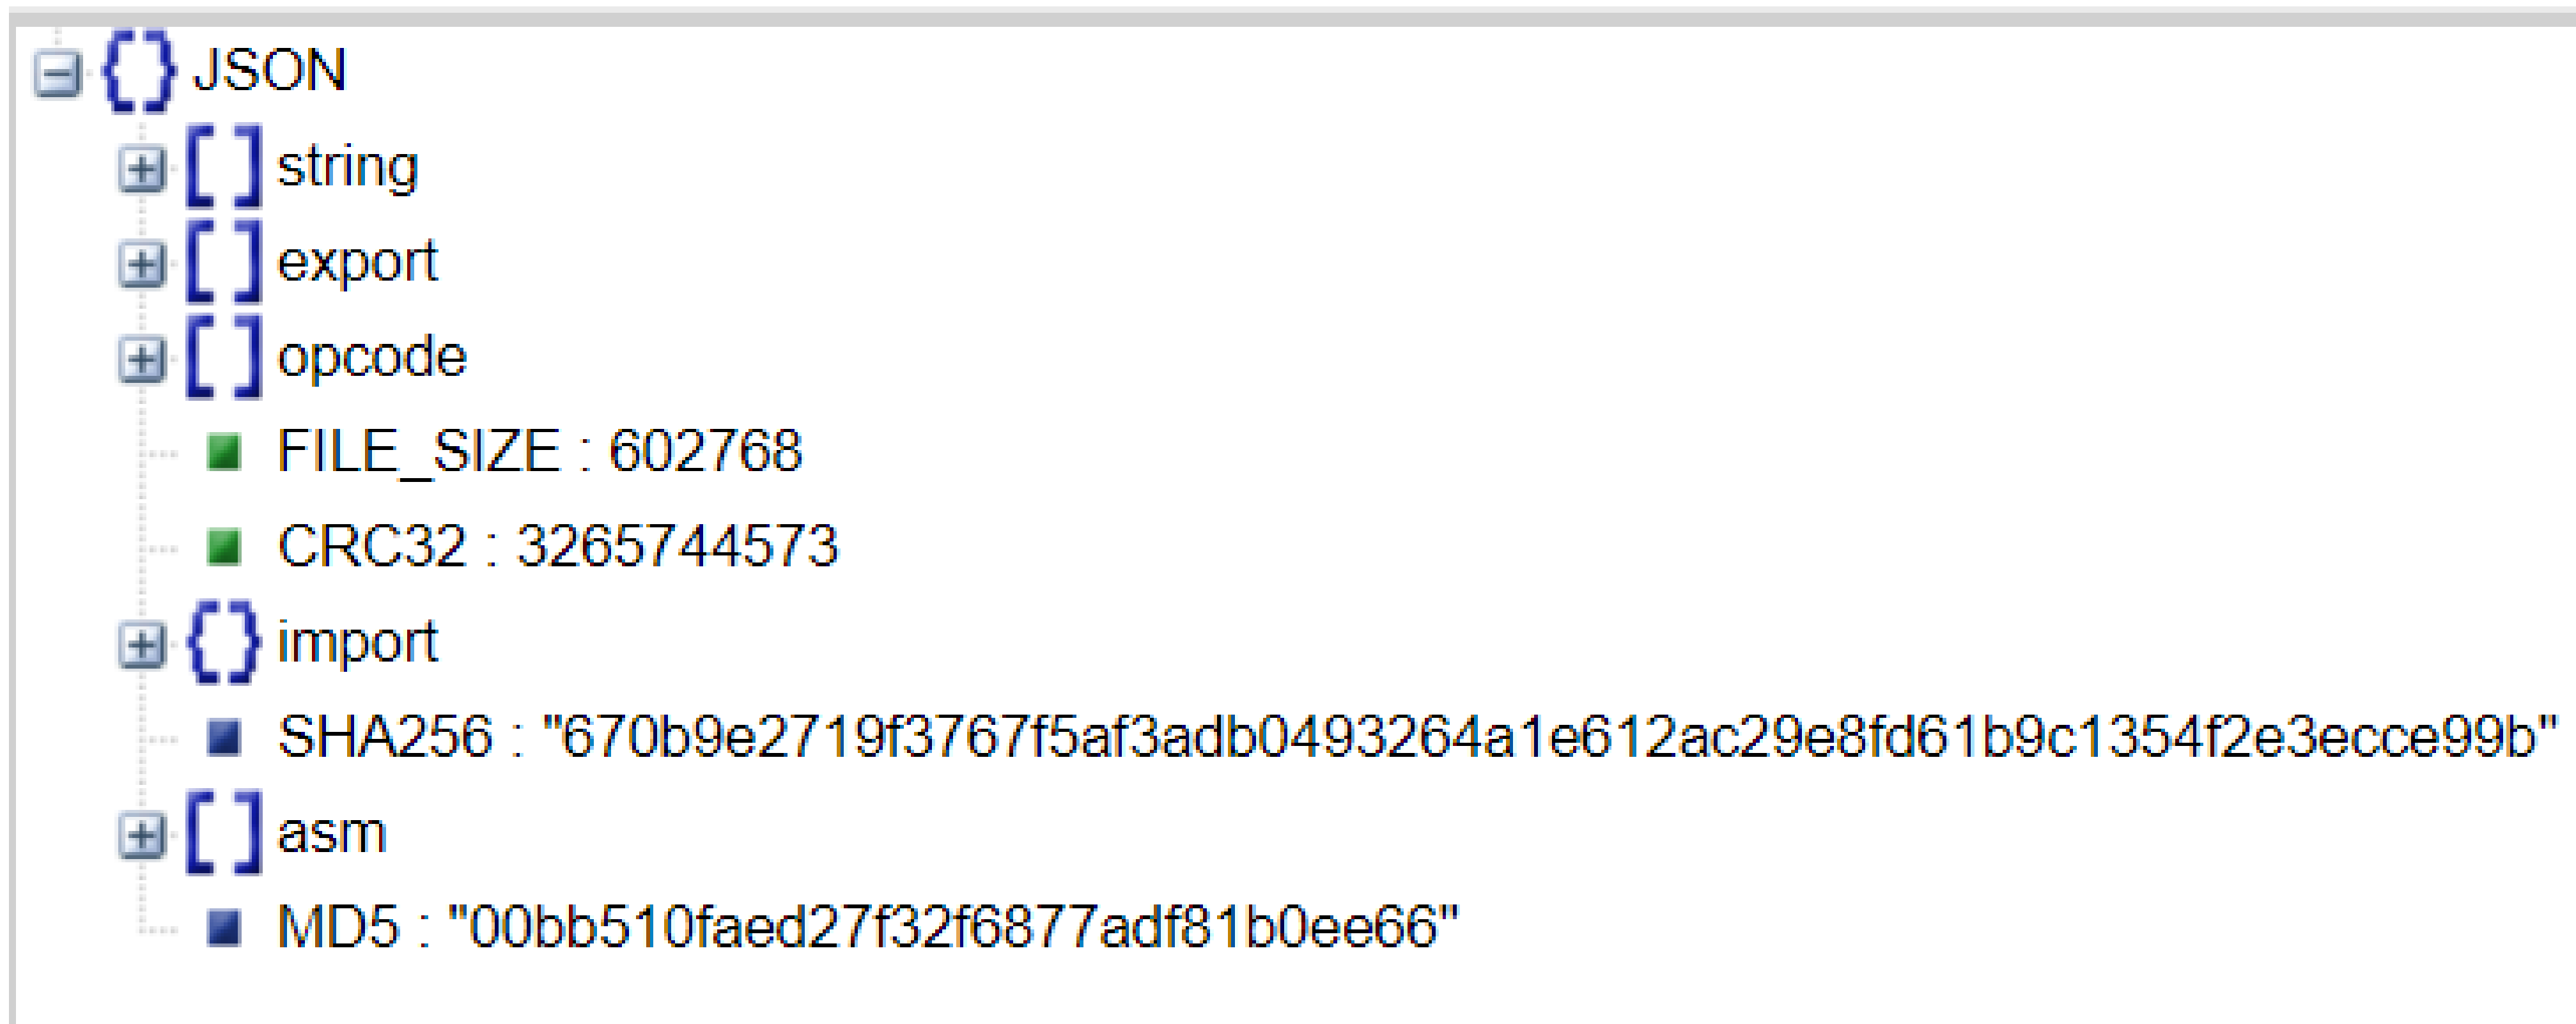 JSON
string
export
opcode
FILE_SIZE : 602768
CRC32 : 3265744573
import
SHA256 : "670b9e2719f3767f5af3adb0493264a1e612ac29e8fd61b9c1354f2e3ecce99b"
asm
MD5 : "00bb510faed27f32f6877adf81b0ee66"